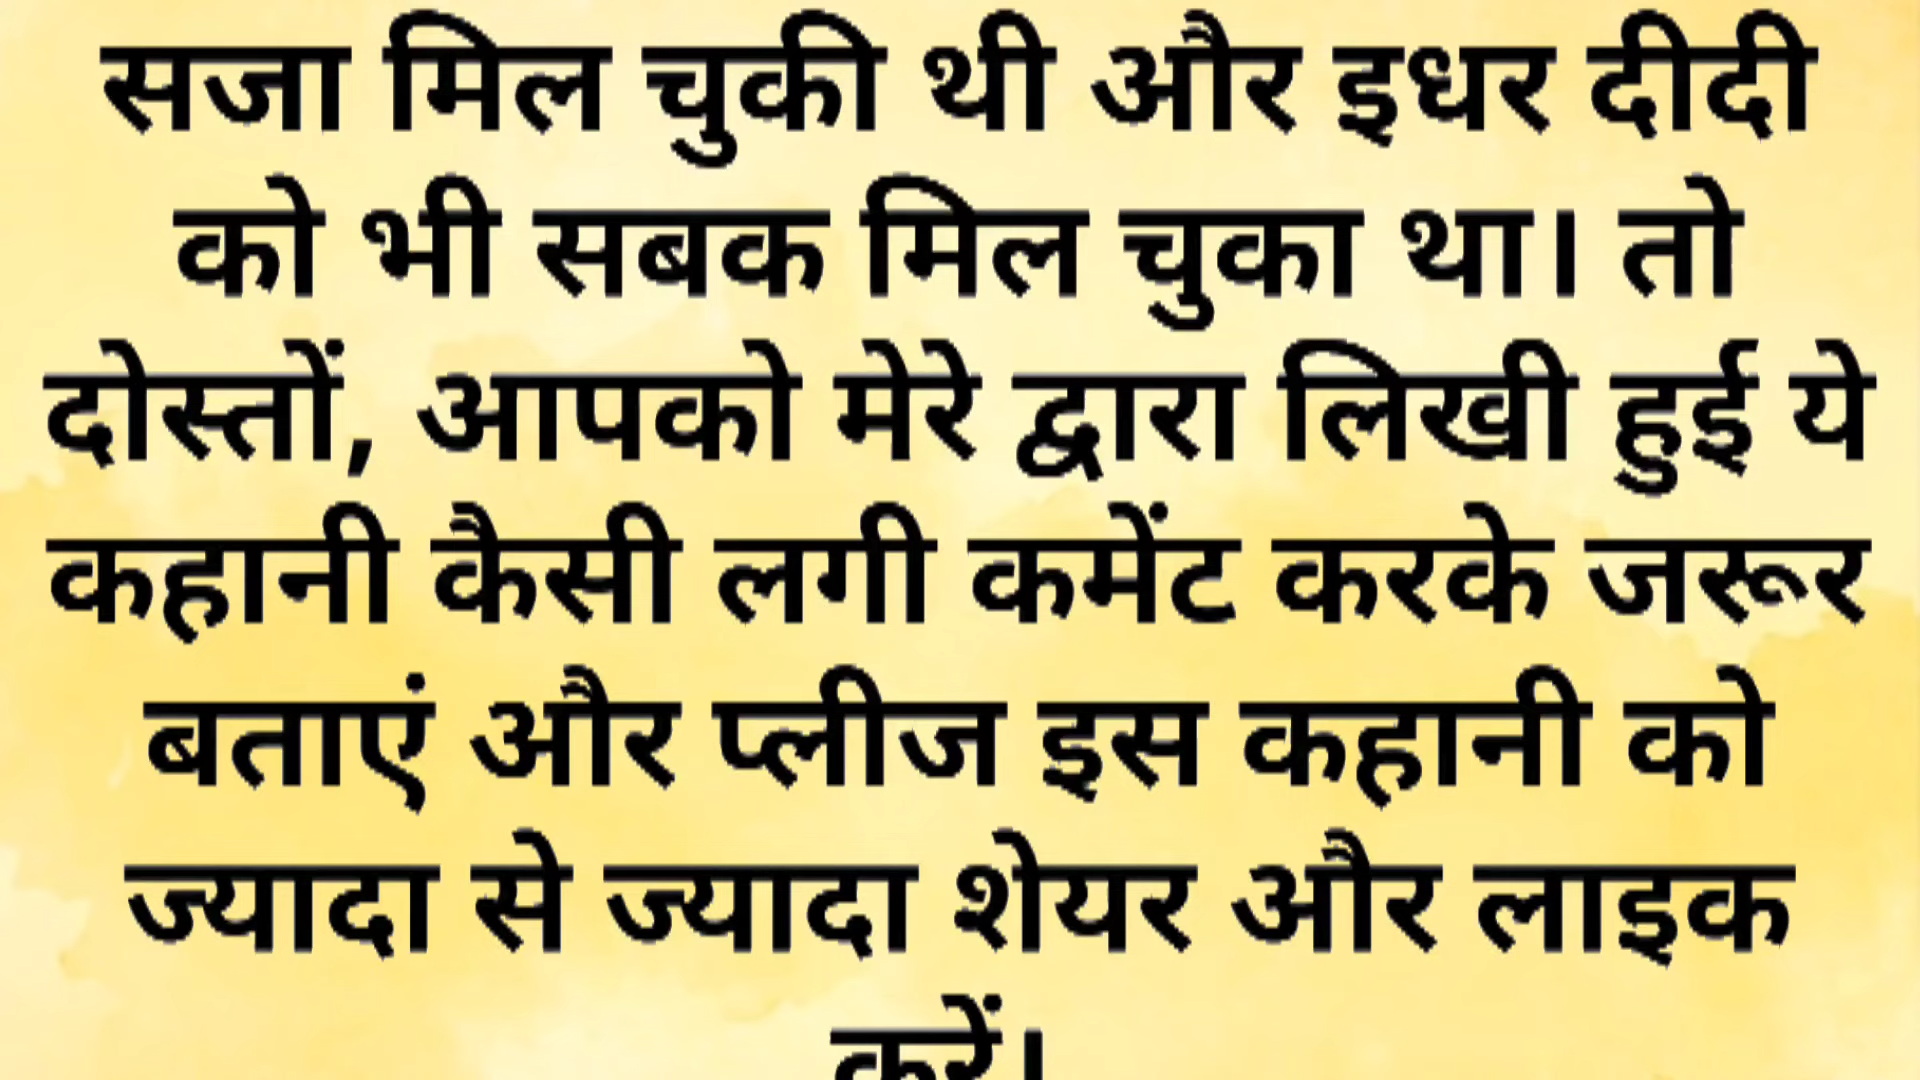 सजा मिल चुकी थी और इधर दीदी
को भी सबक मिल चुका था। तो
दोस्तों, आपको मेरे द्वारा लिखी हुई ये
कहानी कैसी लगी कमेंट करके जरूर
बताएं और प्लीज इस कहानी को
ज्यादा से ज्यादा शेयर और लाइक
करें।